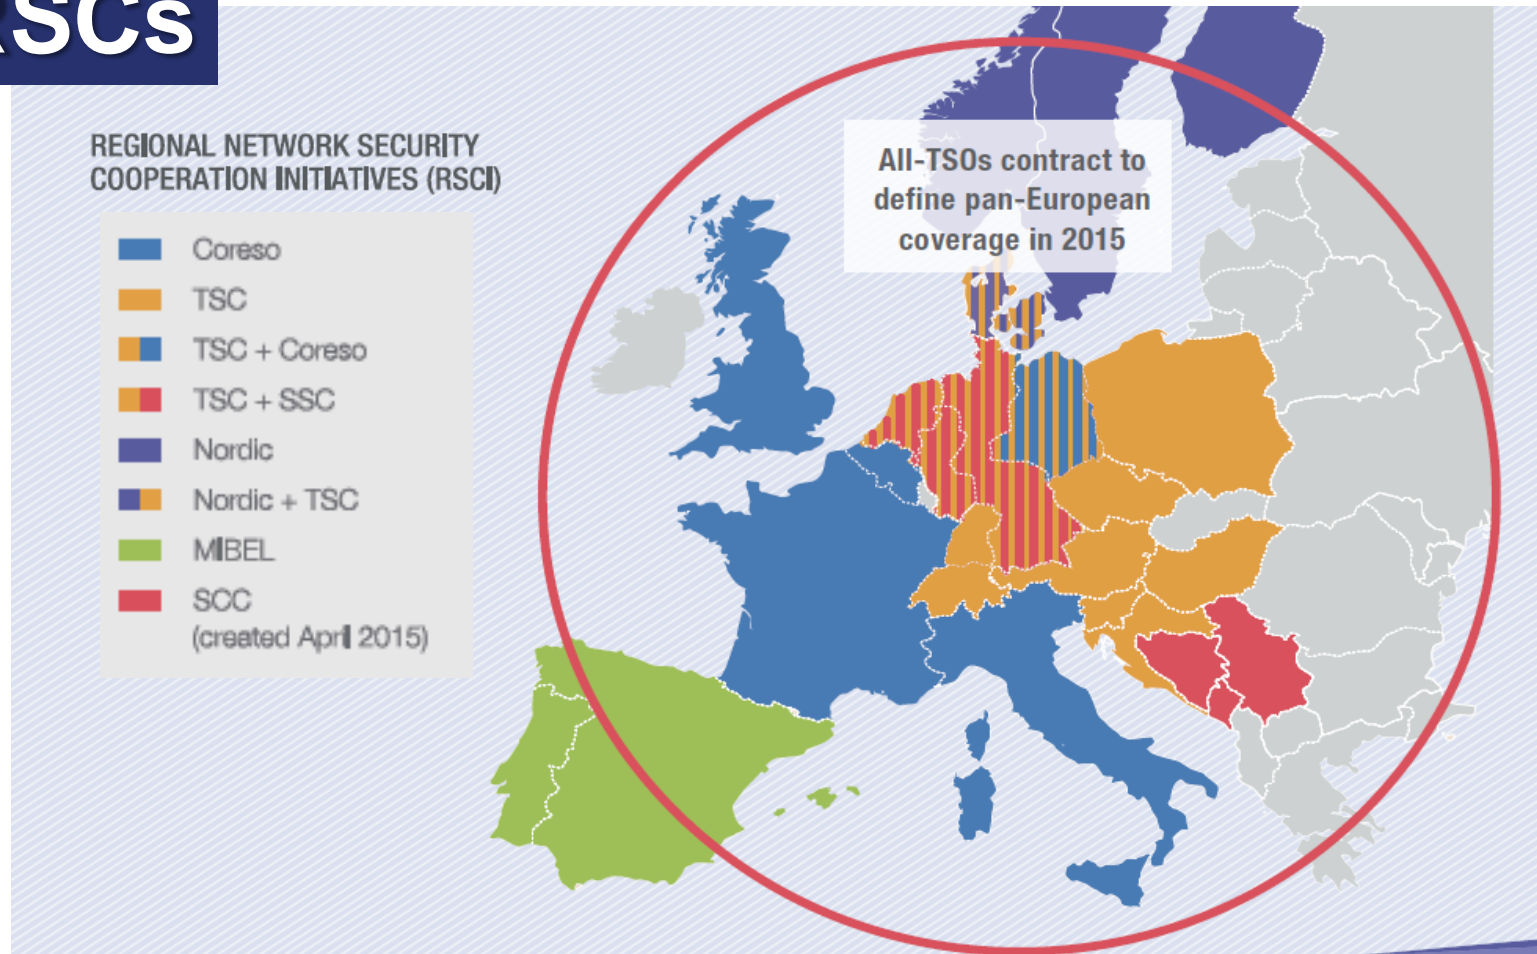 RSCs
REGIONAL NETWORK SECURITY
COOPERATION INITIATIVES (RSCI)
Coreso
TSC
TSC + Coreso
TSC + SSC
Nordic
Nordic + TSC
MIBEL
SCC
(created April 2015)
All-TSOs contract to
define pan-European
coverage in 2015